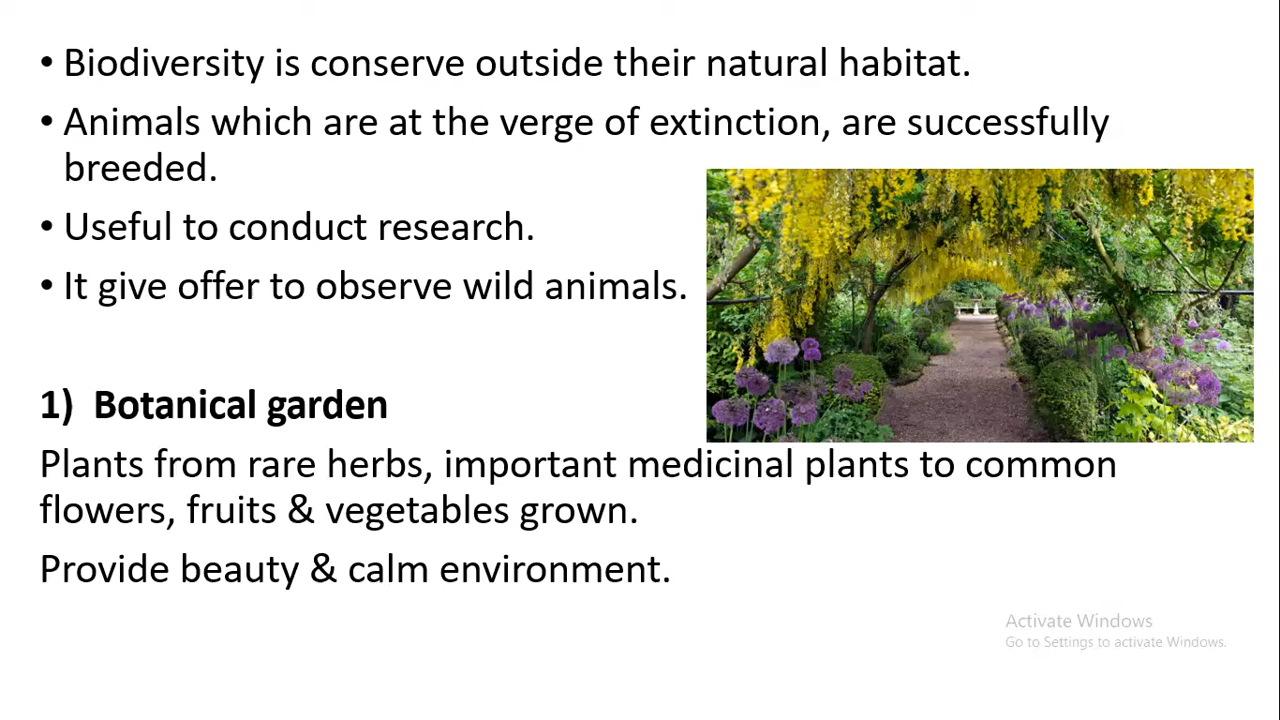 • Biodiversity is conserve outside their natural habitat.
• Animals which are at the verge of extinction, are successfully
breeded.
• Useful to conduct research.
• It give offer to observe wild animals.
1) Botanical garden
Plants from rare herbs, important medicinal plants to common
flowers, fruits & vegetables grown.
Provide beauty & calm environment.
Activate Windows
Go to Settings to activate Windows.